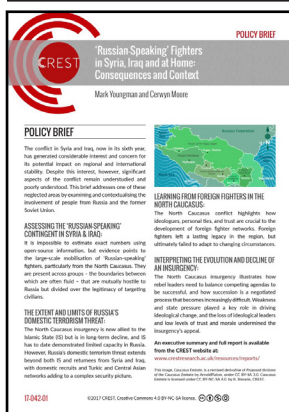 POLICY BRIEF
CREST
‘Russian-Speaking’ Fighters
in Syria, Iraq and at Home:
Consequences and Context
Mark Youngman and Cerwyn Moore
POLICY BRIEF
The conflict in Syria and Iraq, now in its sixth year,
has generated considerable interest and concern for
its potential impact on regional and international
stability. Despite this interest, however, significant
aspects of the conflict remain understudied and
poorly understood. This brief addresses one of these
neglected areas by examining and contextualising the
involvement of people from Russia and the former
Soviet Union.
ASSESSING THE ‘RUSSIAN-SPEAKING’
CONTINGENT IN SYRIA & IRAQ:
It is impossible to estimate exact numbers using
open-source information, but evidence points to
the large-scale mobilisation of ‘Russian-speaking’
fighters, particularly from the North Caucasus. They
are present across groups - the boundaries between
which are often fluid - that are mutually hostile to
Russia but divided over the legitimacy of targeting
civilians.
THE EXTENT AND LIMITS OF RUSSIA'S
DOMESTIC TERRORISM THREAT:
The North Caucasus insurgency is now allied to the
Islamic State (IS) but is in long-term decline, and IS
has to date demonstrated limited capacity in Russia.
However, Russia's domestic terrorism threat extends
beyond both IS and returnees from Syria and Iraq,
with domestic recruits and Turkic and Central Asian
networks adding to a complex security picture.
LEARNING FROM FOREIGN FIGHTERS IN THE
NORTH CAUCASUS:
The North Caucasus conflict highlights how
ideologues, personal ties, and trust are crucial to the
development of foreign fighter networks. Foreign
fighters left a lasting legacy in the region, but
ultimately failed to adapt to changing circumstances.
INTERPRETING THE EVOLUTION AND DECLINE OF
AN INSURGENCY:
The North Caucasus insurgency illustrates how
rebel leaders need to balance competing agendas to
be successful, and how succession is a negotiated
process that becomes increasingly difficult. Weakness
and state pressure played a key role in driving
ideological change, and the loss of ideological leaders
and low levels of trust and morale undermined the
insurgency's appeal.
An executive summary and full report is available
from the CREST website at:
www.crestresearch.ac.uk/resources/reports/
17-042-01
©2017 CREST, Creative Commons 4.0 BY-NC-SA licence.